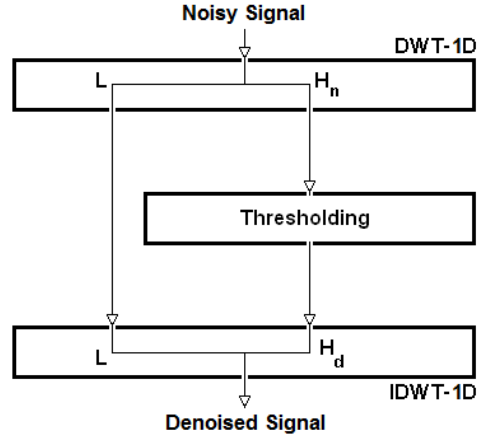 Noisy Signal
DWT-1D
L
Hn
Thresholding
L
Hd
IDWT-1D
Denoised Signal